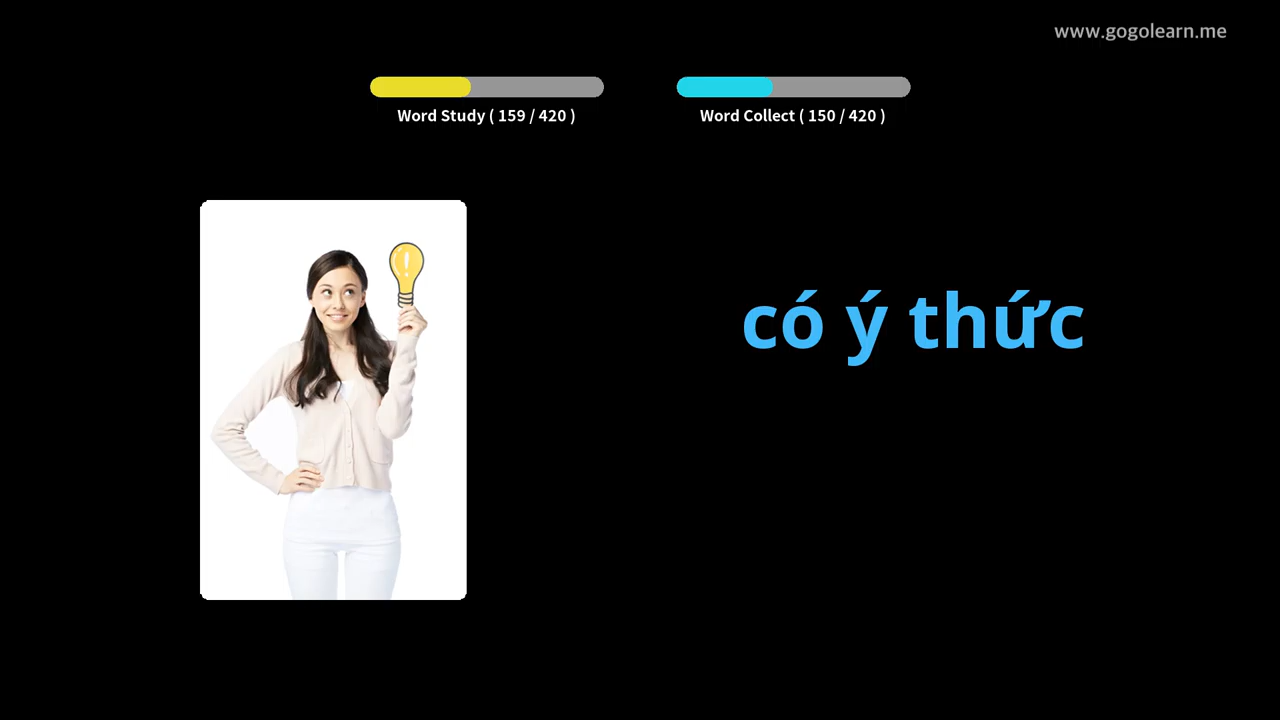 www.gogolearn.me
Word Study ( 159 / 420 )
Word Collect ( 150 / 420 )
!
có ý thức